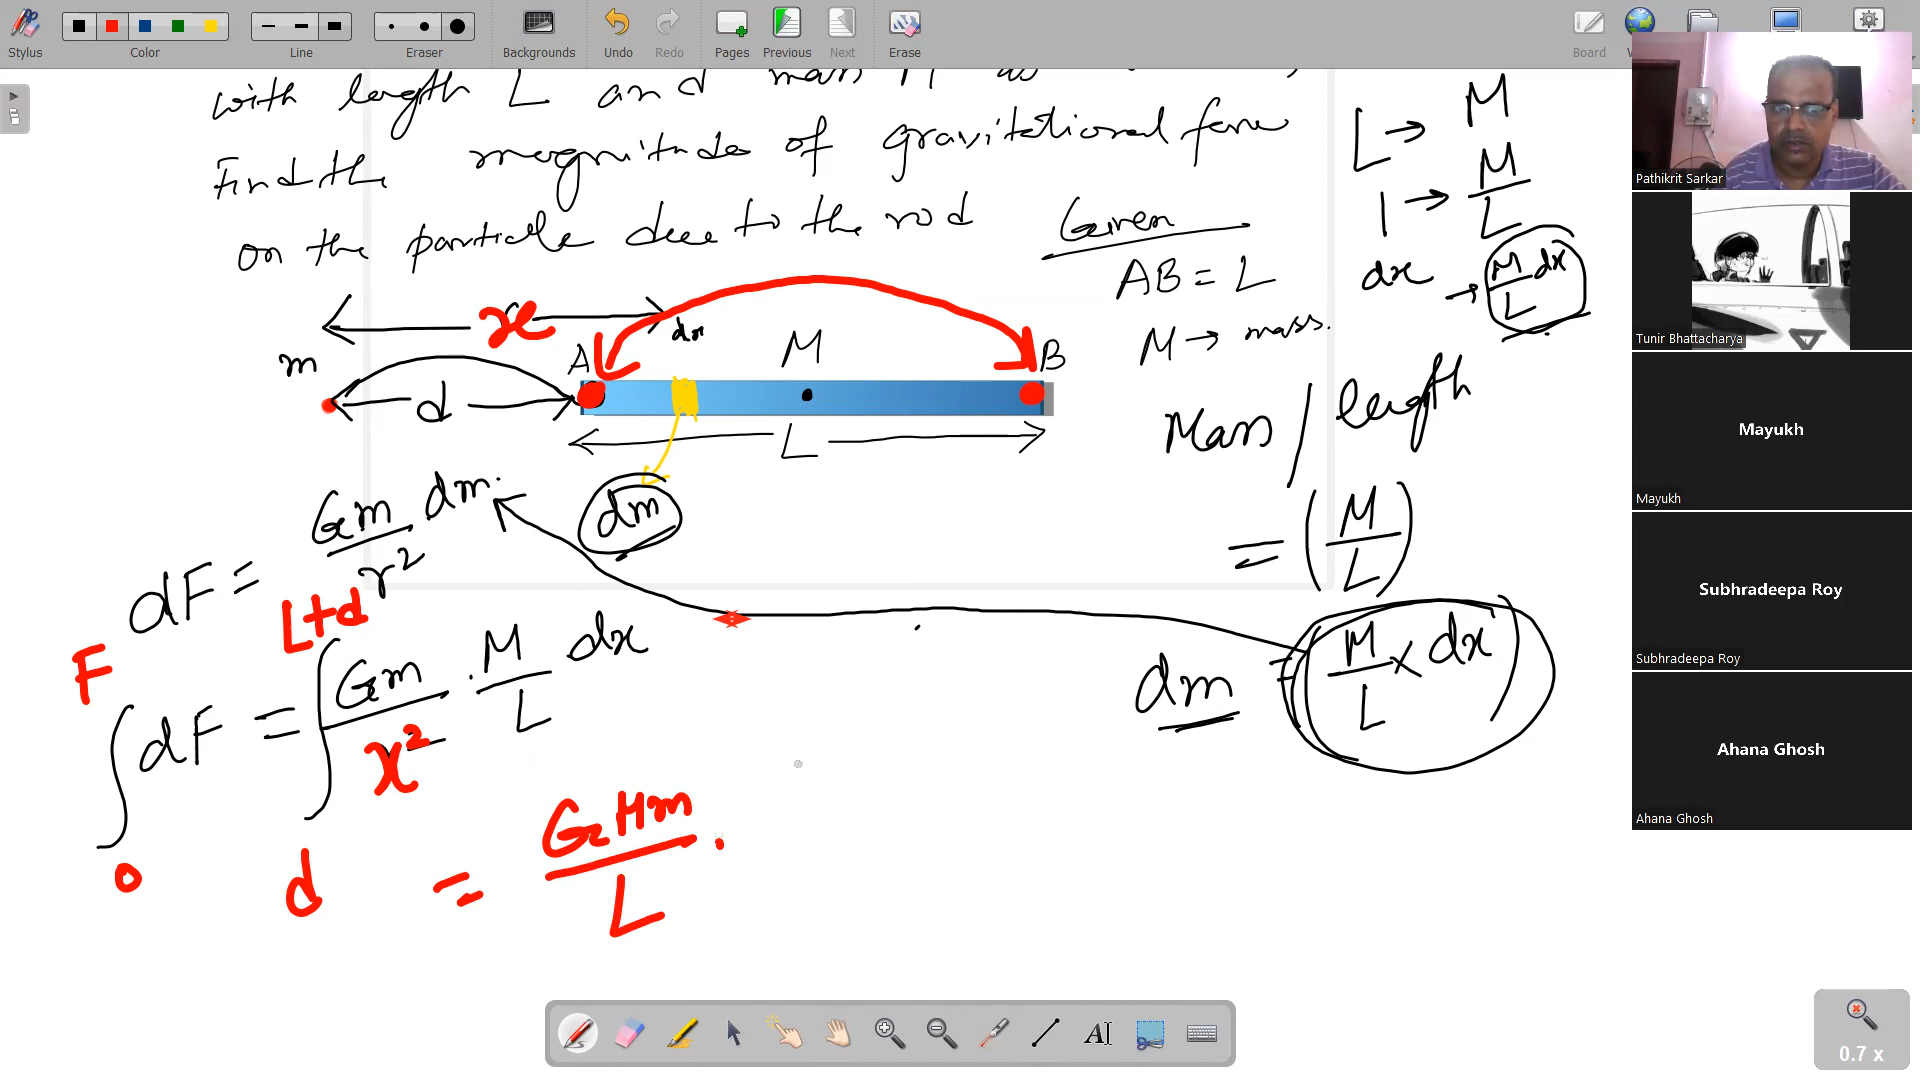 Stylus Color Line Eraser Backgrounds Undo Redo Pages Previous Next Erase Board
with length L and mass M as
Find the magnitude of gravitational force
on the particle due to the rod
Given
AB = L
M → mass.
L → M
1 → M/L
dx → M/L dx
x
dx
m
A
M
B
d
L
Mass / length
= (M/L)
dm
dF = Gm dm. / r²
dm = (M/L × dx)
F L+d
∫ dF = ∫ Gm/x² . M/L dx
0 d
= GMm/L .
Pathikrit Sarkar
Tunir Bhattacharya
Mayukh
Mayukh
Subhradeepa Roy
Subhradeepa Roy
Ahana Ghosh
Ahana Ghosh
0.7 x